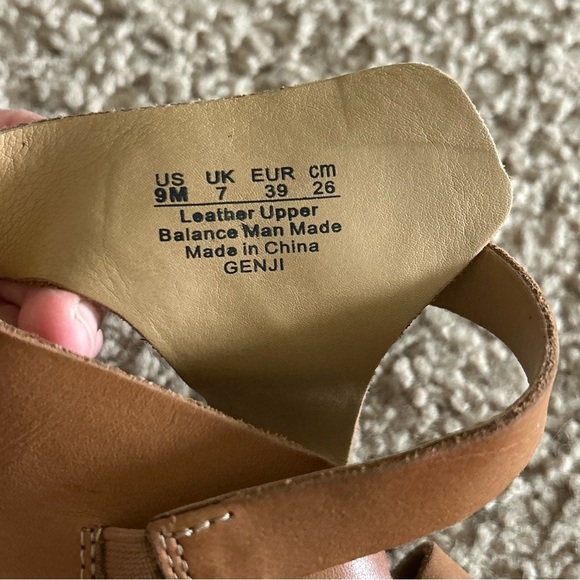 US UK EUR cm
9M 7 39 26
Leather Upper
Balance Man Made
Made in China
GENJI